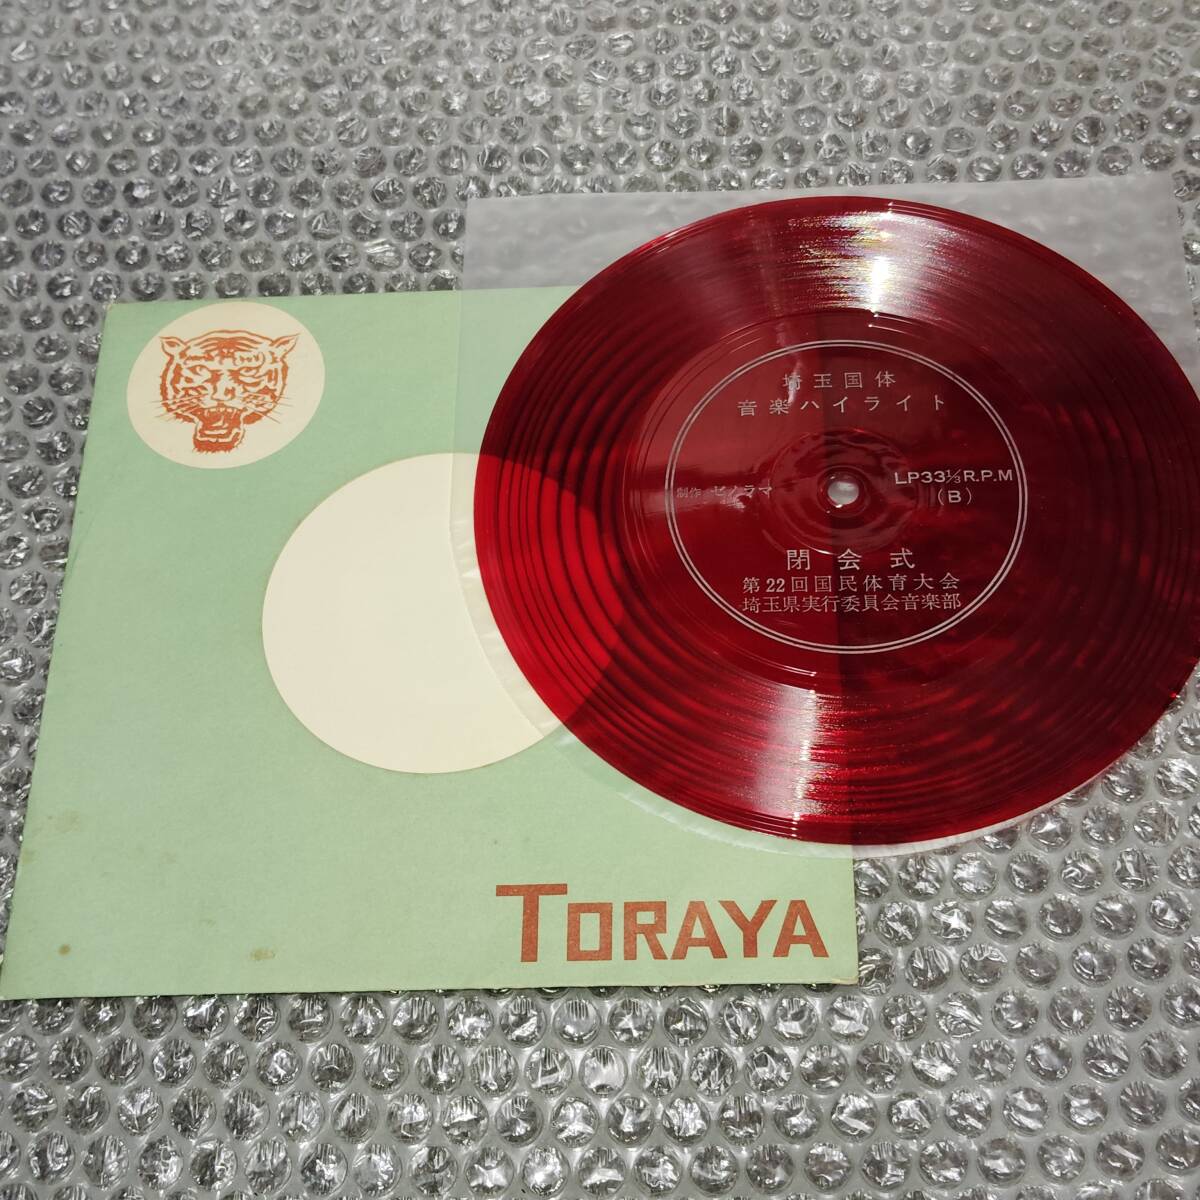 埼玉国体
音楽ハイライト
制作 ゼノラマ
LP33⅓R.P.M
(B)
閉会式
第22回国民体育大会
埼玉県実行委員会音楽部
TORAYA